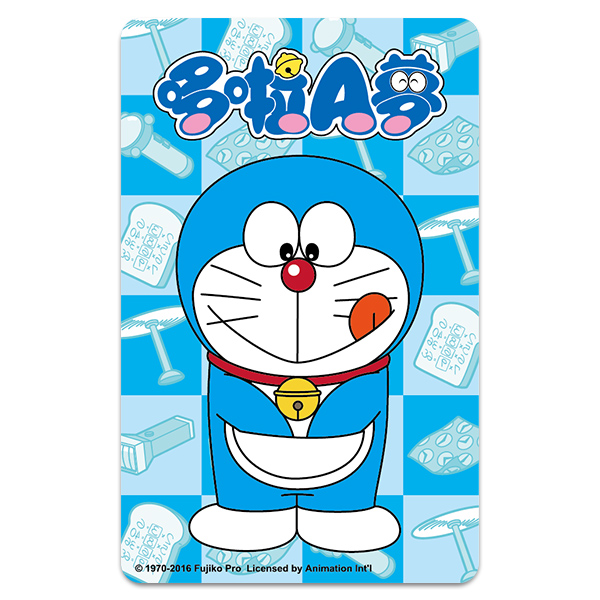 哆啦A夢
© 1970-2016 Fujiko Pro Licensed by Animation Int'l